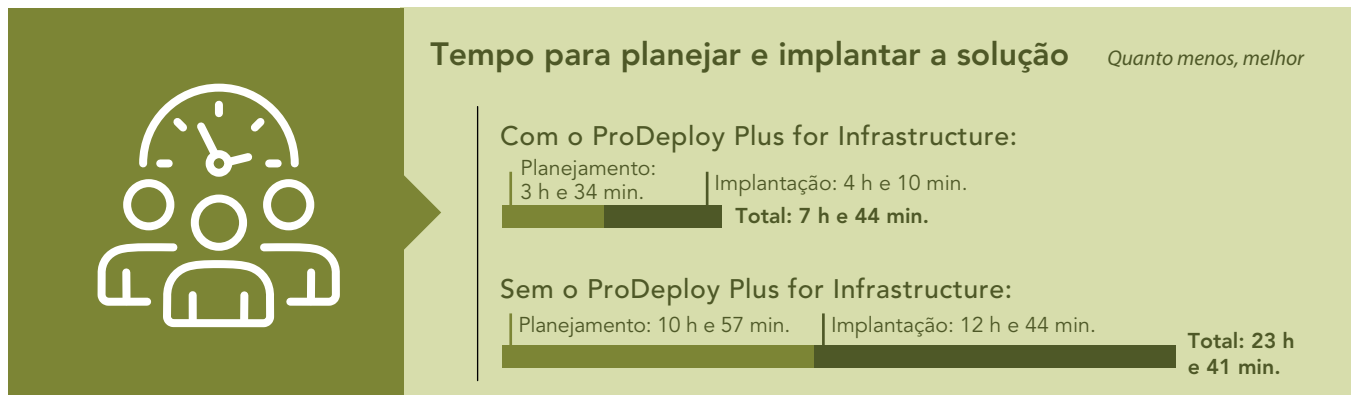 Tempo para planejar e implantar a solução
Quanto menos, melhor
Com o ProDeploy Plus for Infrastructure:
Planejamento:
3 h e 34 min.
Implantação: 4 h e 10 min.
Total: 7 h e 44 min.
Sem o ProDeploy Plus for Infrastructure:
Planejamento: 10 h e 57 min.
Implantação: 12 h e 44 min.
Total: 23 h
e 41 min.